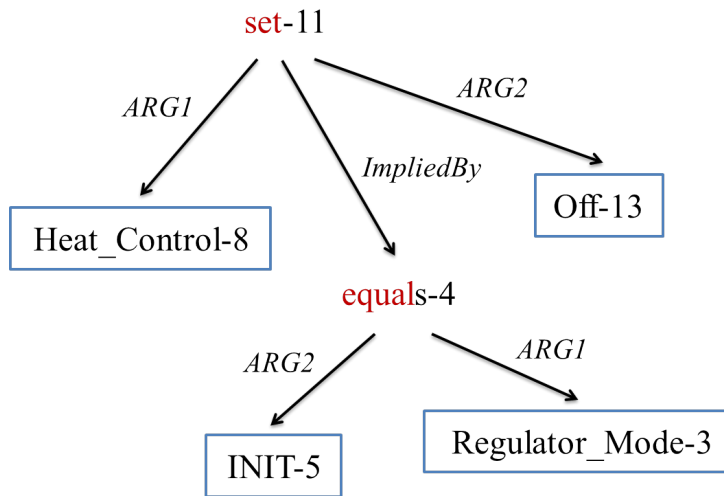 set-11
ARG1
ARG2
ImpliedBy
Off-13
Heat_Control-8
equals-4
ARG2
ARG1
INIT-5
Regulator_Mode-3